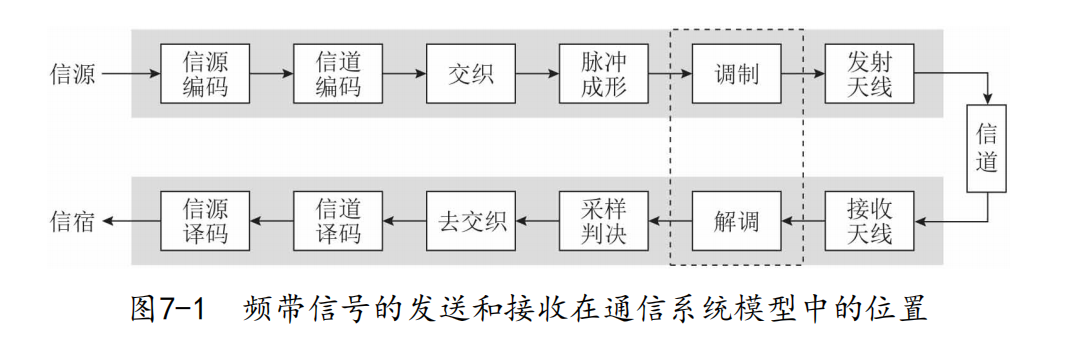 信源
信源
编码
信道
编码
交织
脉冲
成形
调制
发射
天线
信
道
信宿
信源
译码
信道
译码
去交织
采样
判决
解调
接收
天线
图7-1 频带信号的发送和接收在通信系统模型中的位置